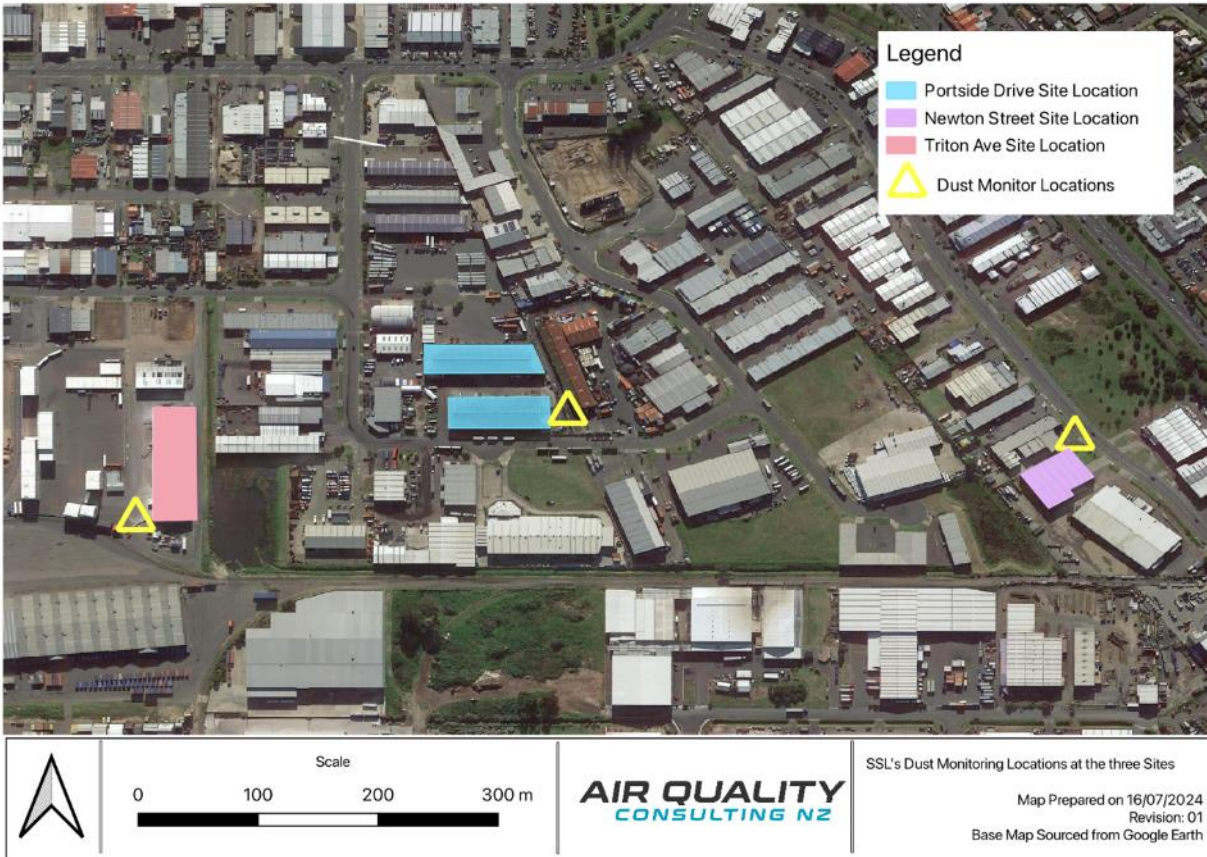 Legend
Portside Drive Site Location
Newton Street Site Location
Triton Ave Site Location
Dust Monitor Locations
Scale
0 100 200 300 m
AIR QUALITY
CONSULTING NZ
SSL's Dust Monitoring Locations at the three Sites
Map Prepared on 16/07/2024
Revision: 01
Base Map Sourced from Google Earth